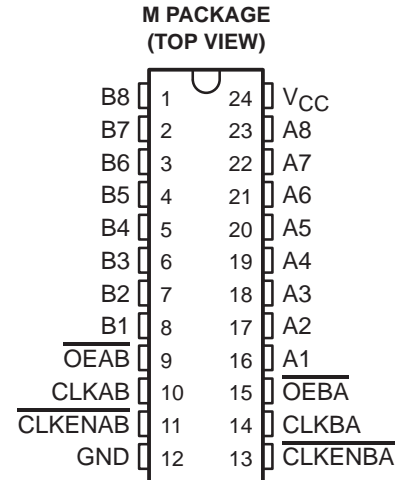 M PACKAGE
(TOP VIEW)
B8 1 24 VCC
B7 2 23 A8
B6 3 22 A7
B5 4 21 A6
B4 5 20 A5
B3 6 19 A4
B2 7 18 A3
B1 8 17 A2
OEAB 9 16 A1
CLKAB 10 15 OEBA
CLKENAB 11 14 CLKBA
GND 12 13 CLKENBA